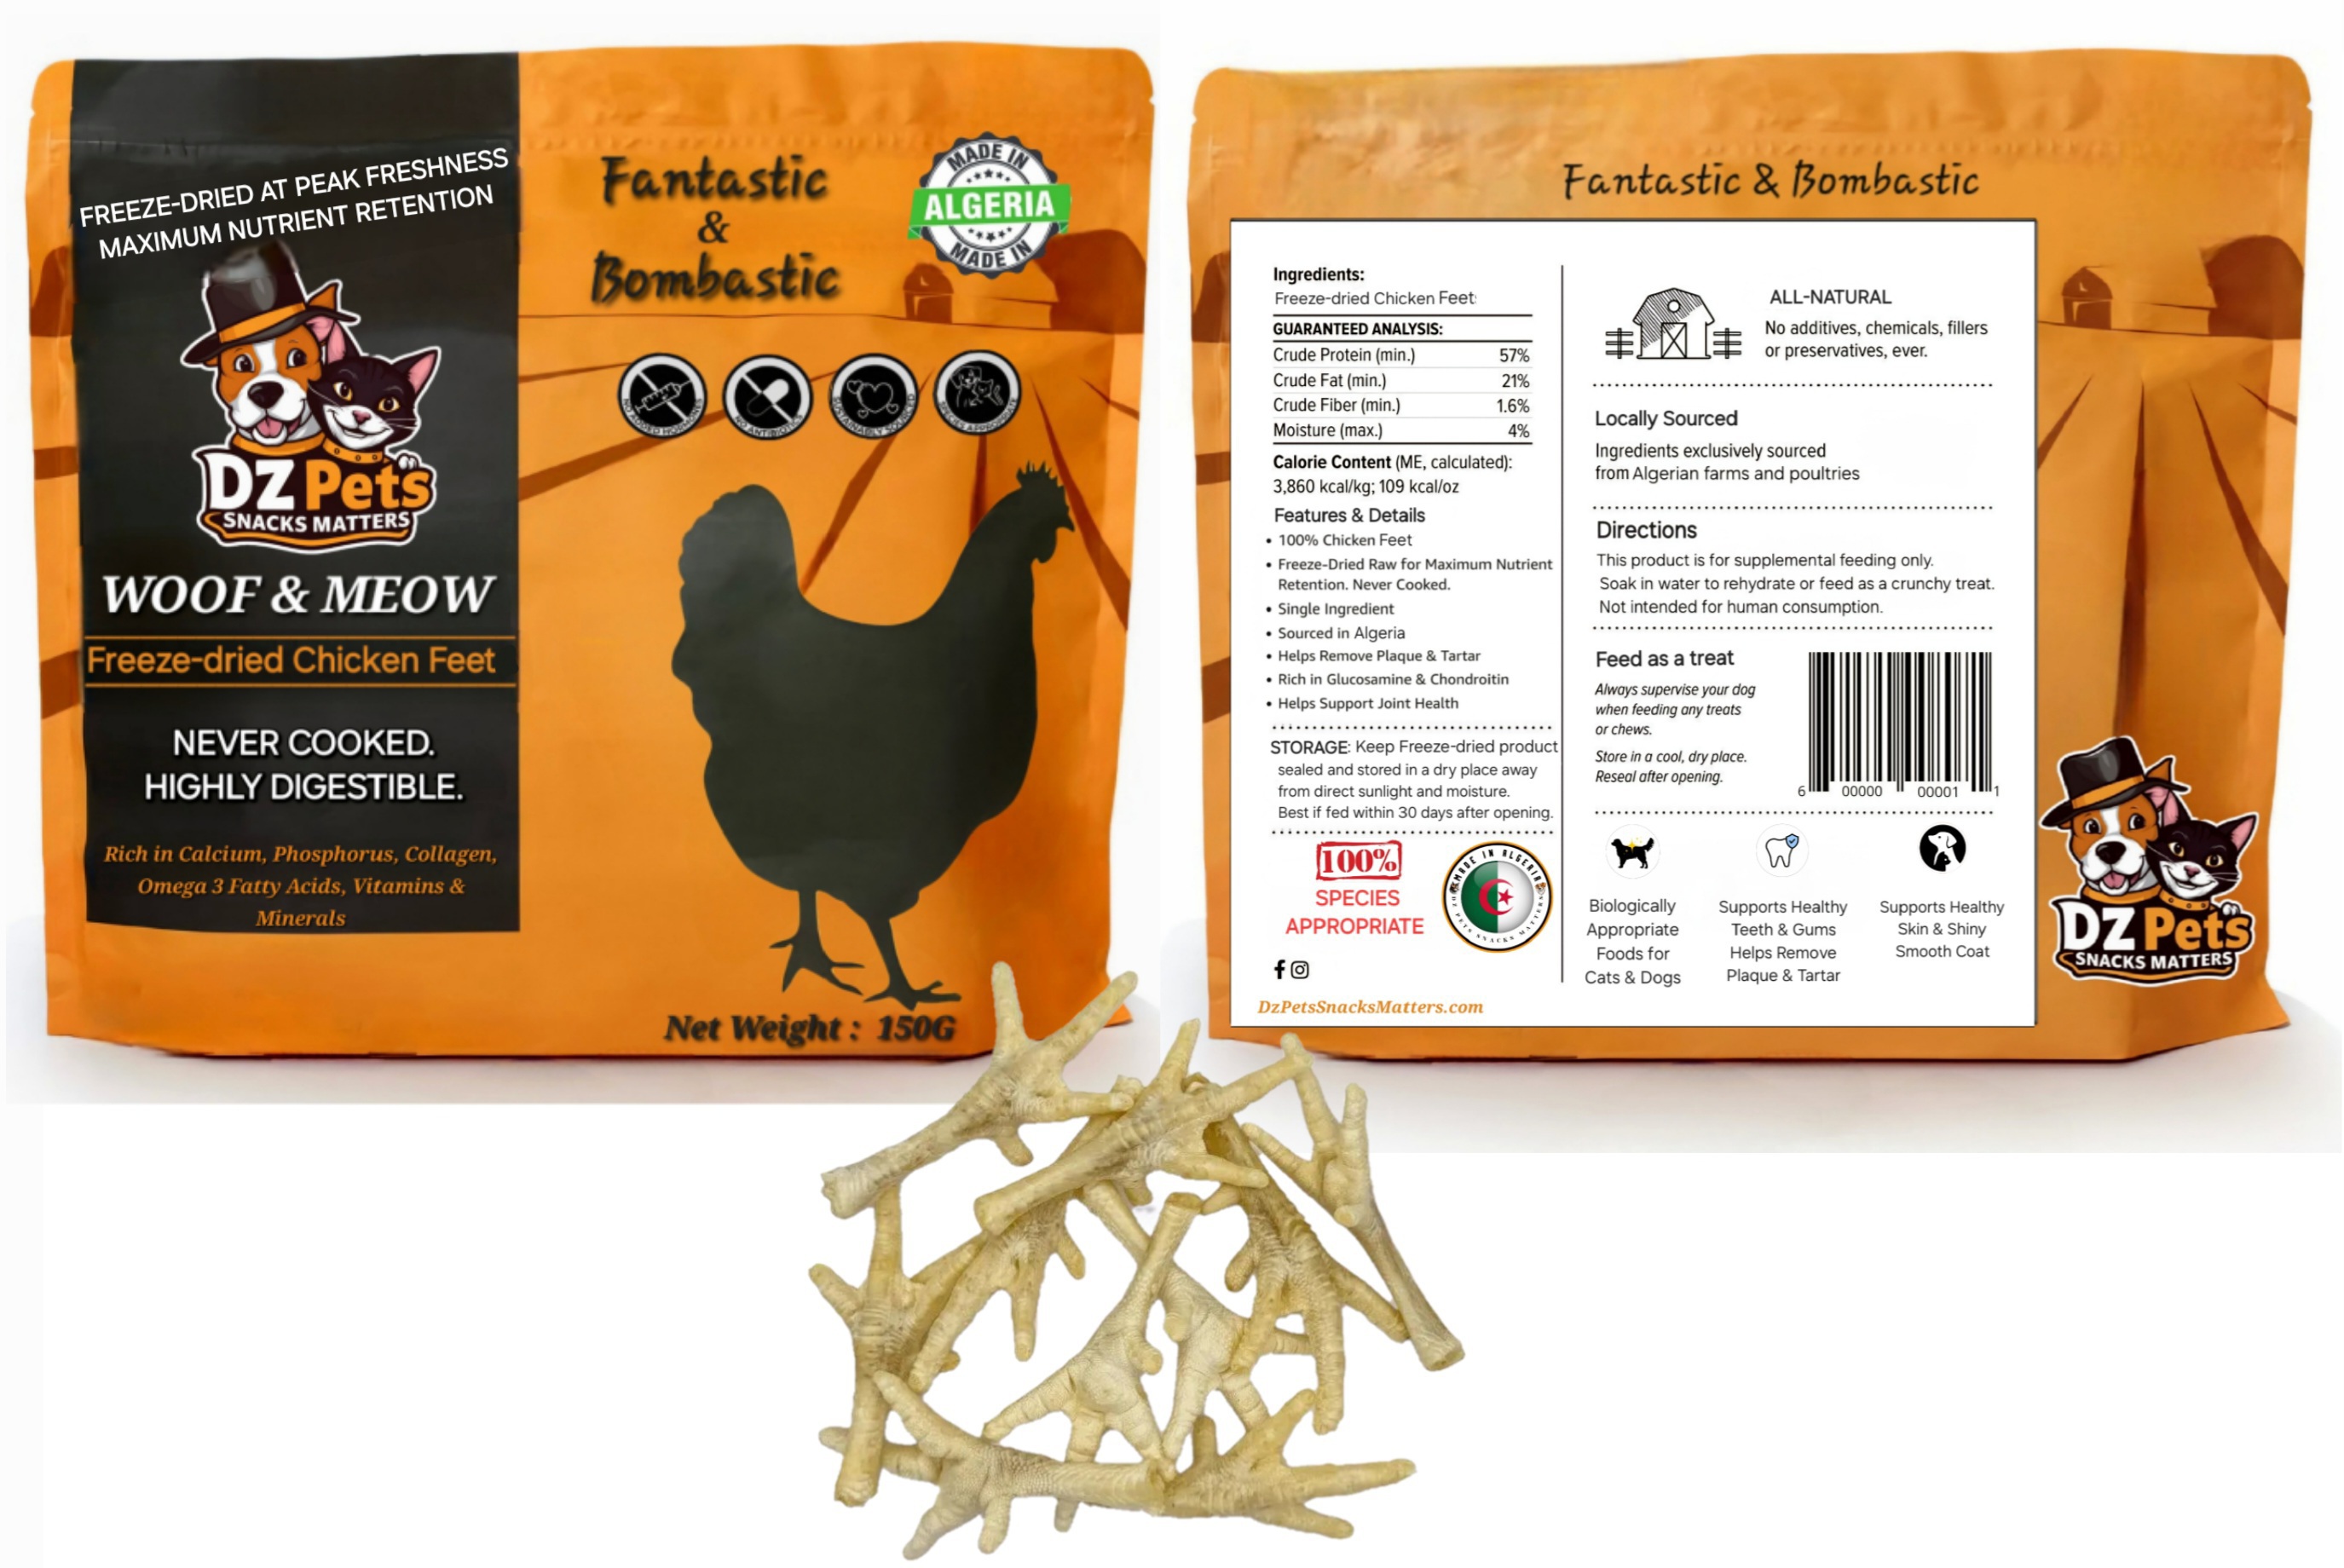 FREEZE-DRIED AT PEAK FRESHNESS
MAXIMUM NUTRIENT RETENTION
DZ Pets
SNACKS MATTERS
WOOF & MEOW
Freeze-dried Chicken Feet
NEVER COOKED.
HIGHLY DIGESTIBLE.
Rich in Calcium, Phosphorus, Collagen,
Omega 3 Fatty Acids, Vitamins &
Minerals
Fantastic
&
Bombastic
MADE IN
ALGERIA
MADE IN
NO ANTIBIOTICS
SUSTAINABLY SOURCED
Net Weight : 150G
Fantastic & Bombastic
Ingredients:
Freeze-dried Chicken Feet
GUARANTEED ANALYSIS:
Crude Protein (min.) 57%
Crude Fat (min.) 21%
Crude Fiber (min.) 1.6%
Moisture (max.) 4%
Calorie Content (ME, calculated):
3,860 kcal/kg; 109 kcal/oz
Features & Details
• 100% Chicken Feet
• Freeze-Dried Raw for Maximum Nutrient
Retention. Never Cooked.
• Single Ingredient
• Sourced in Algeria
• Helps Remove Plaque & Tartar
• Rich in Glucosamine & Chondroitin
• Helps Support Joint Health
STORAGE: Keep Freeze-dried product
sealed and stored in a dry place away
from direct sunlight and moisture.
Best if fed within 30 days after opening.
100%
SPECIES
APPROPRIATE
MADE IN ALGERIA
DZ PETS SNACKS MATTERS
DzPetsSnacksMatters.com
ALL-NATURAL
No additives, chemicals, fillers
or preservatives, ever.
Locally Sourced
Ingredients exclusively sourced
from Algerian farms and poultries
Directions
This product is for supplemental feeding only.
Soak in water to rehydrate or feed as a crunchy treat.
Not intended for human consumption.
Feed as a treat
Always supervise your dog
when feeding any treats
or chews.
Store in a cool, dry place.
Reseal after opening.
6 00000 00001 1
Biologically
Appropriate
Foods for
Cats & Dogs
Supports Healthy
Teeth & Gums
Helps Remove
Plaque & Tartar
Supports Healthy
Skin & Shiny
Smooth Coat
DZ Pets
SNACKS MATTERS